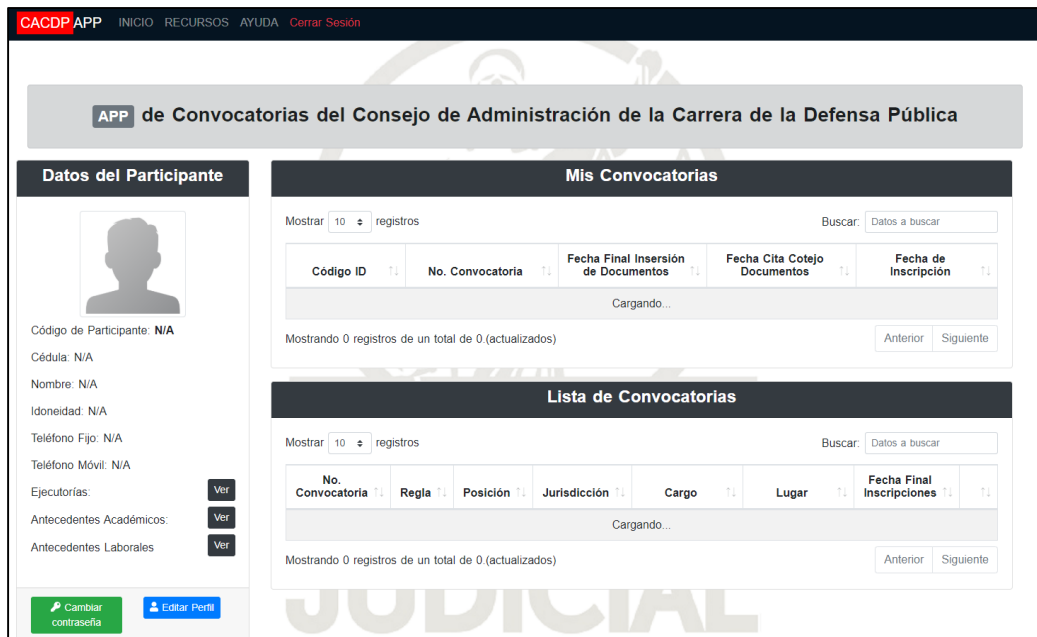 CACDP APP INICIO RECURSOS AYUDA Cerrar Sesión
APP de Convocatorias del Consejo de Administración de la Carrera de la Defensa Pública
Datos del Participante
Código de Participante: N/A
Cédula: N/A
Nombre: N/A
Idoneidad: N/A
Teléfono Fijo: N/A
Teléfono Móvil: N/A
Ejecutorías: Ver
Antecedentes Académicos: Ver
Antecedentes Laborales Ver
Cambiar
contraseña
Editar Perfil
Mis Convocatorias
Mostrar 10 registros Buscar: Datos a buscar
Código ID No. Convocatoria Fecha Final Insersión
de Documentos Fecha Cita Cotejo
Documentos Fecha de
Inscripción
Cargando...
Mostrando 0 registros de un total de 0.(actualizados) Anterior Siguiente
Lista de Convocatorias
Mostrar 10 registros Buscar: Datos a buscar
No.
Convocatoria Regla Posición Jurisdicción Cargo Lugar Fecha Final
Inscripciones
Cargando...
Mostrando 0 registros de un total de 0.(actualizados) Anterior Siguiente
JUDICIAL